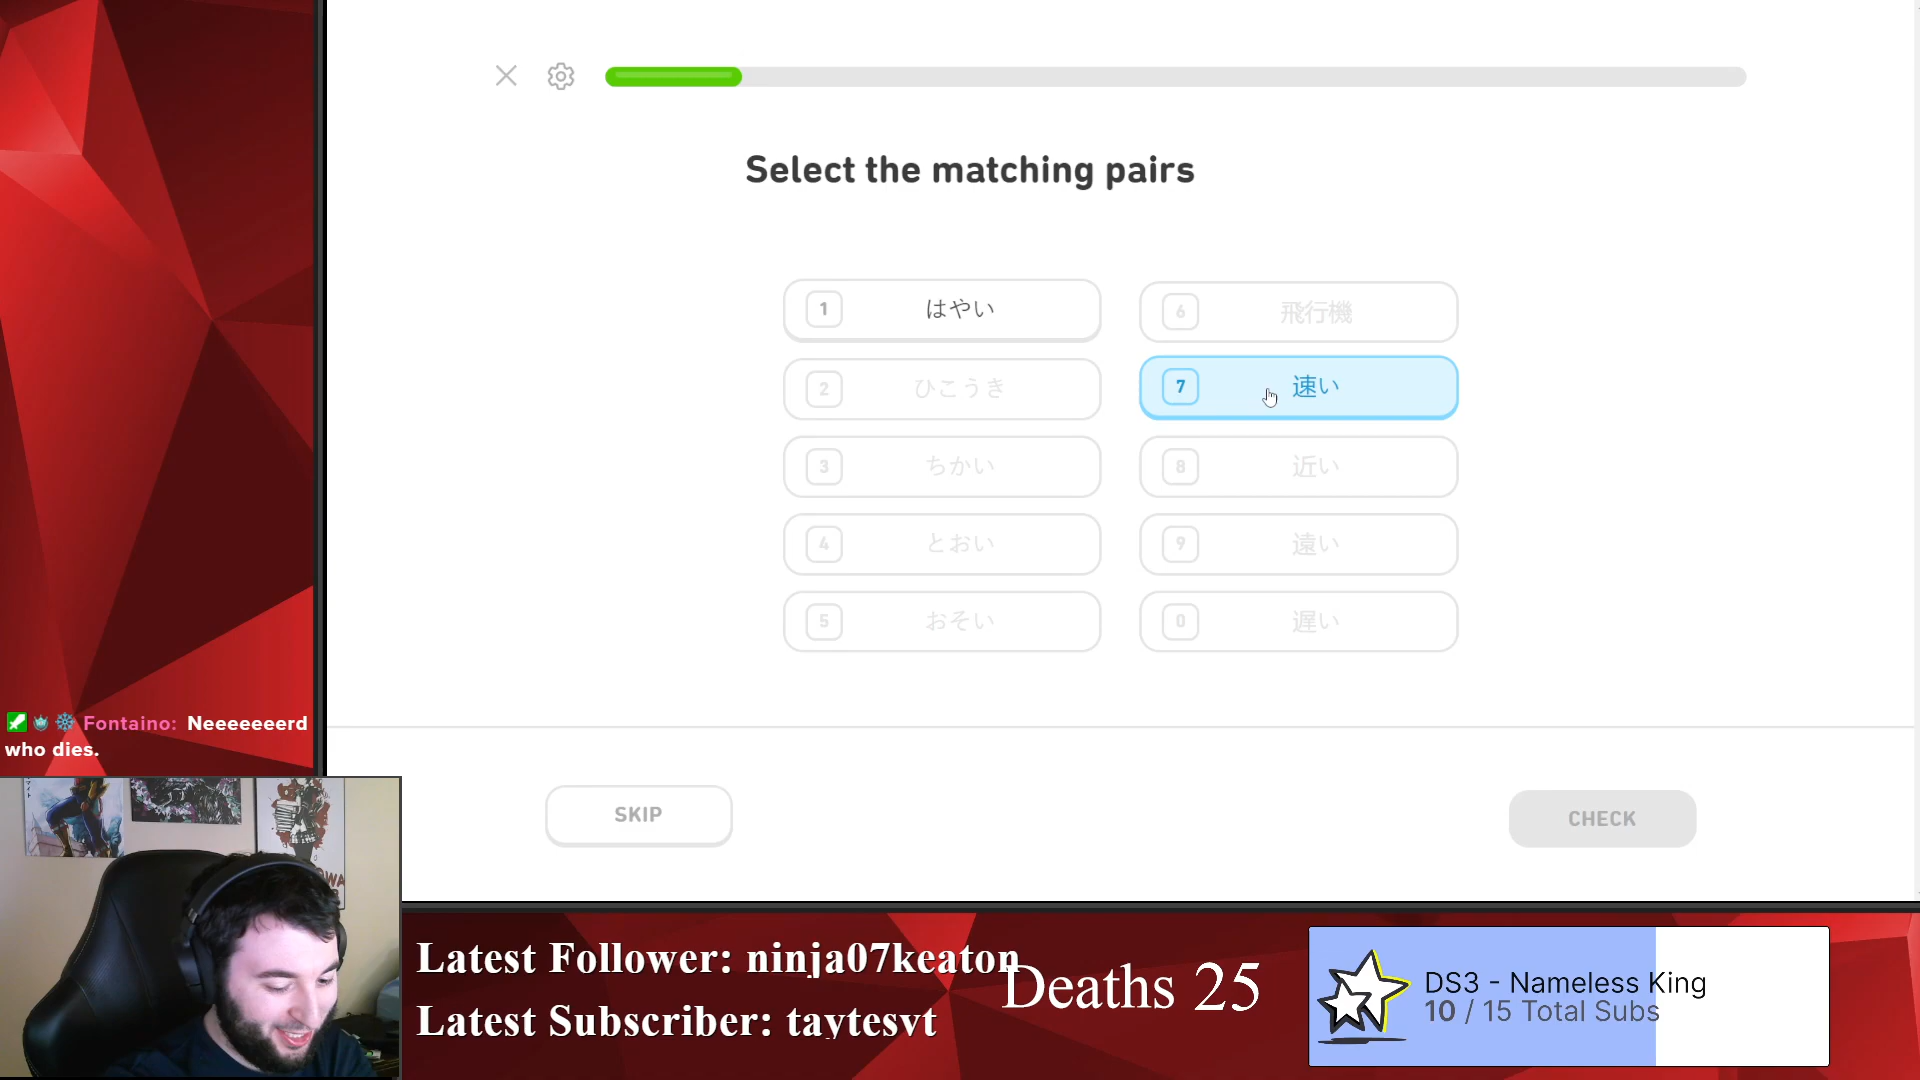 Select the matching pairs
1 はやい
6 飛行機
2 ひこうき
7 速い
3 ちかい
8 近い
4 とおい
9 遠い
5 おそい
0 遅い
Fontaino: Neeeeeeerd
who dies.
SKIP
CHECK
Latest Follower: ninja07keaton
Latest Subscriber: taytesvt
Deaths 25
DS3 - Nameless King
10 / 15 Total Subs